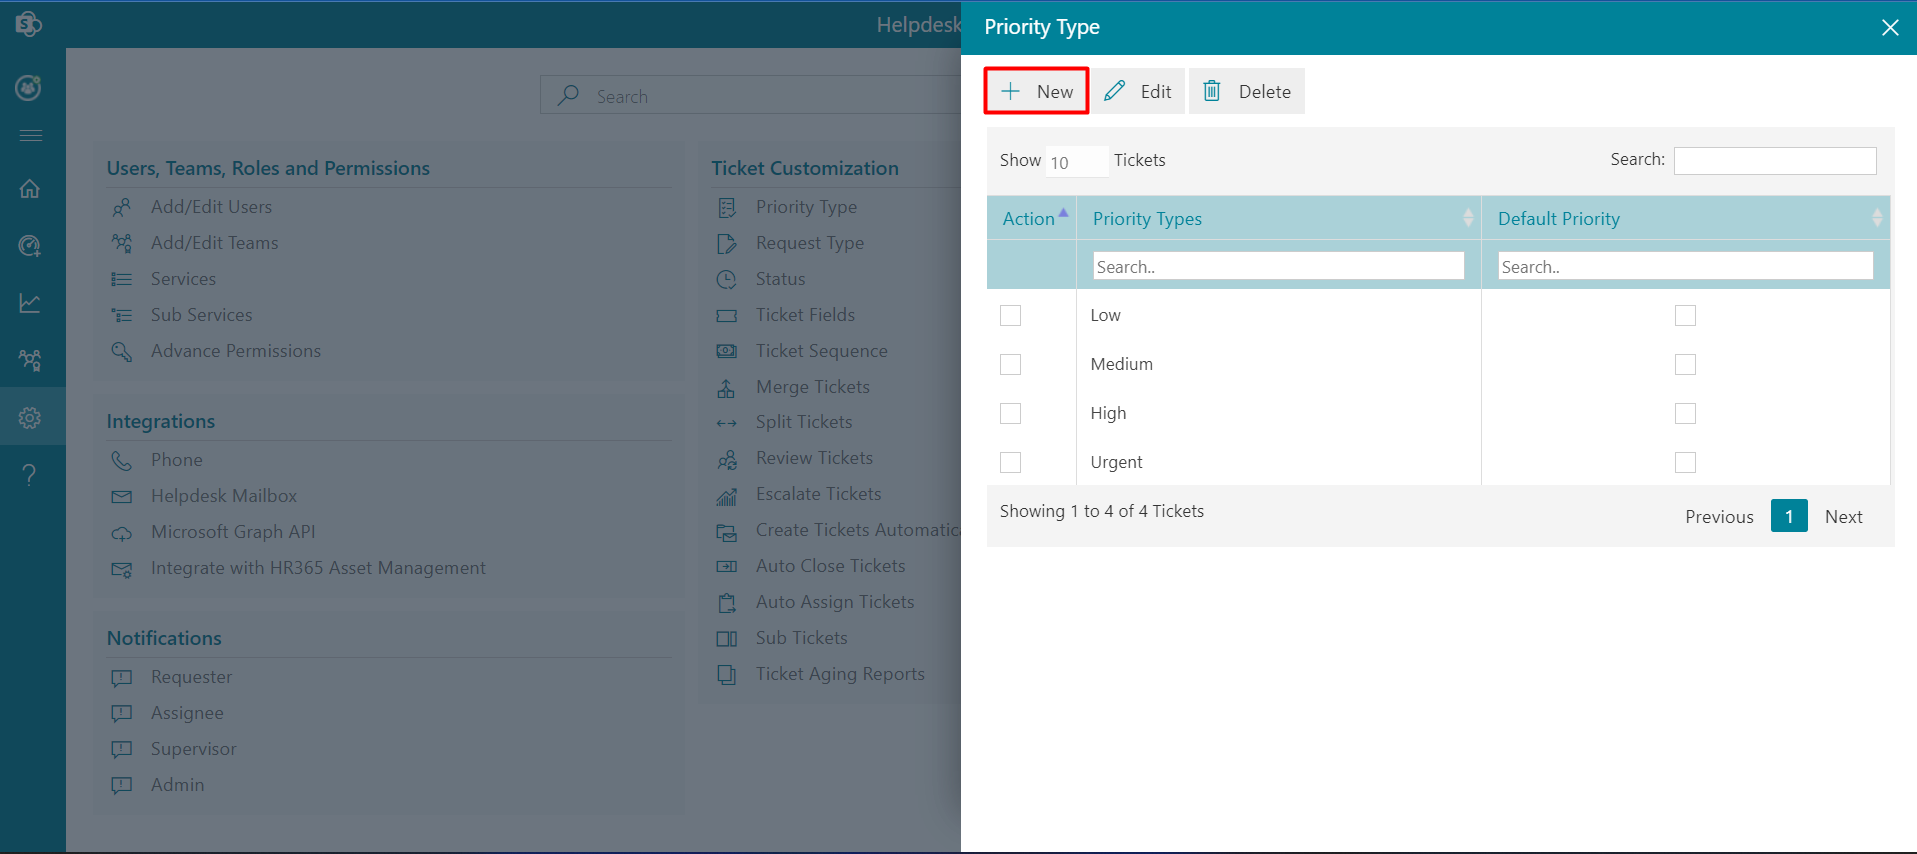 Helpdesk
Search
Users, Teams, Roles and Permissions
Add/Edit Users
Add/Edit Teams
Services
Sub Services
Advance Permissions
Integrations
Phone
Helpdesk Mailbox
Microsoft Graph API
Integrate with HR365 Asset Management
Notifications
Requester
Assignee
Supervisor
Admin
Ticket Customization
Priority Type
Request Type
Status
Ticket Fields
Ticket Sequence
Merge Tickets
Split Tickets
Review Tickets
Escalate Tickets
Create Tickets Automatica
Auto Close Tickets
Auto Assign Tickets
Sub Tickets
Ticket Aging Reports
Priority Type
New Edit Delete
Show 10 Tickets Search:
Action Priority Types Default Priority
Search.. Search..
Low
Medium
High
Urgent
Showing 1 to 4 of 4 Tickets
Previous 1 Next